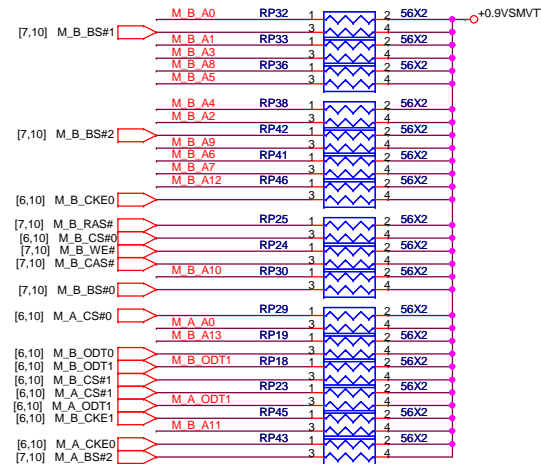 M_B_A0 RP32 1 2 56X2 +0.9VSMVT
[7,10] M_B_BS#1 3 4
M_B_A1 RP33 1 2 56X2
M_B_A3 3 4
M_B_A8 RP36 1 2 56X2
M_B_A5 3 4
M_B_A4 RP38 1 2 56X2
M_B_A2 3 4
[7,10] M_B_BS#2 RP42 1 2 56X2
M_B_A9 3 4
M_B_A6 RP41 1 2 56X2
M_B_A7 3 4
M_B_A12 RP46 1 2 56X2
[6,10] M_B_CKE0 3 4
[7,10] M_B_RAS# RP25 1 2 56X2
[6,10] M_B_CS#0 3 4
[7,10] M_B_WE# RP24 1 2 56X2
[7,10] M_B_CAS# 3 4
M_B_A10 RP30 1 2 56X2
[7,10] M_B_BS#0 3 4
[6,10] M_A_CS#0 RP29 1 2 56X2
M_A_A0 3 4
M_B_A13 RP19 1 2 56X2
[6,10] M_B_ODT0 3 4
[6,10] M_B_ODT1 M_B_ODT1 RP18 1 2 56X2
[6,10] M_B_CS#1 3 4
[6,10] M_A_CS#1 RP23 1 2 56X2
[6,10] M_A_ODT1 M_A_ODT1 3 4
[6,10] M_B_CKE1 RP45 1 2 56X2
M_B_A11 3 4
[6,10] M_A_CKE0 RP43 1 2 56X2
[7,10] M_A_BS#2 3 4